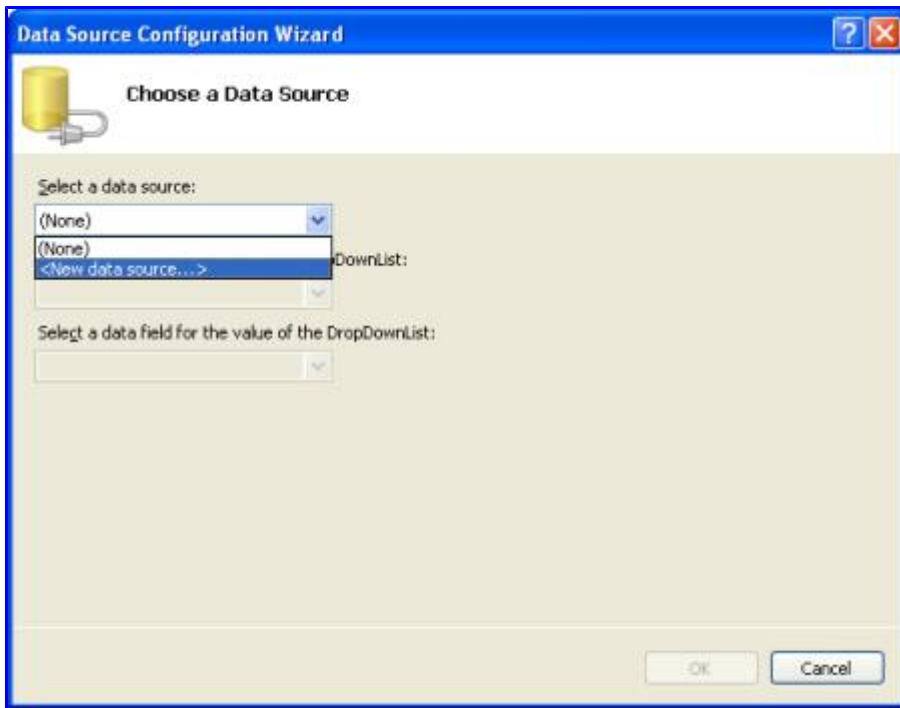 Data Source Configuration Wizard
Choose a Data Source
Select a data source:
(None)
(None)
<New data source...>
DownList:
Select a data field for the value of the DropDownList:
OK
Cancel